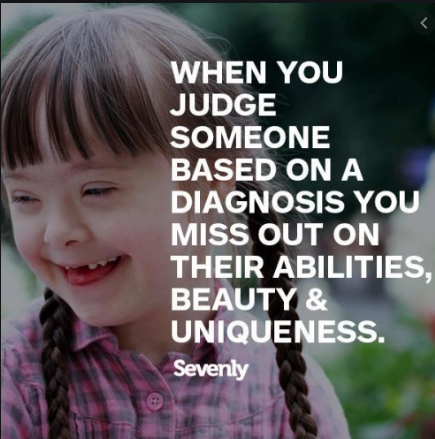 WHEN YOU
JUDGE
SOMEONE
BASED ON A
DIAGNOSIS YOU
MISS OUT ON
THEIR ABILITIES,
BEAUTY &
UNIQUENESS.
Sevenly